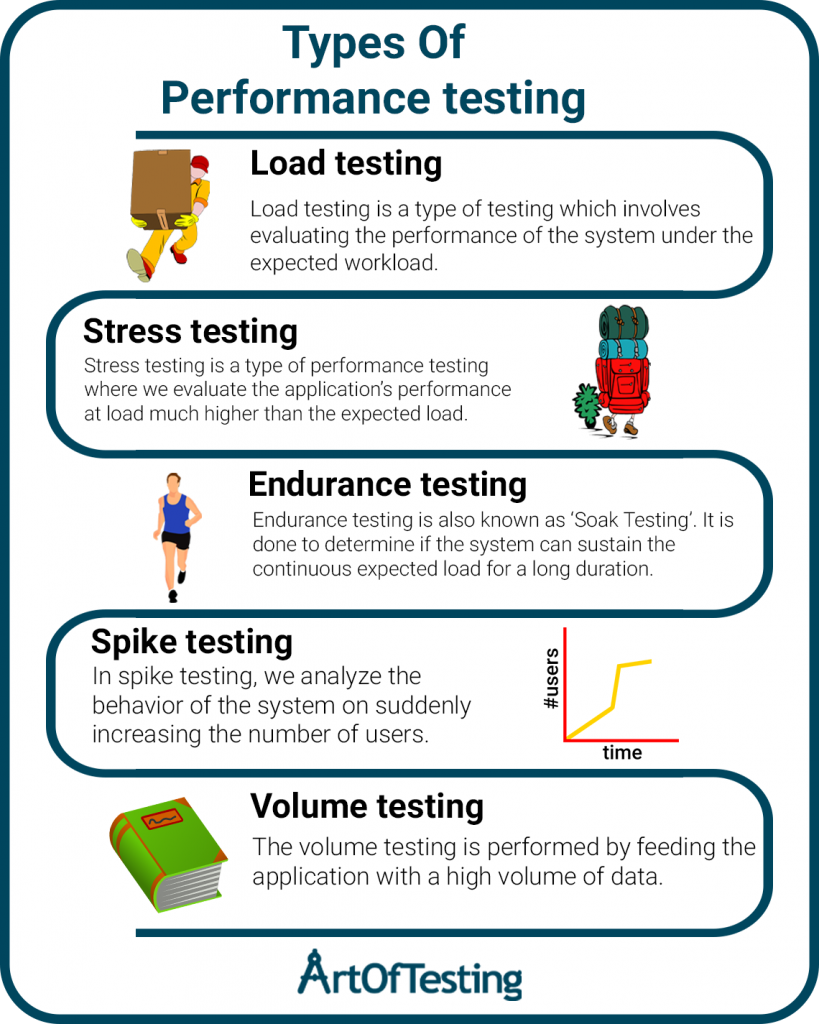 Types Of
Performance testing
Load testing
Load testing is a type of testing which involves
evaluating the performance of the system under the
expected workload.
Stress testing
Stress testing is a type of performance testing
where we evaluate the application’s performance
at load much higher than the expected load.
Endurance testing
Endurance testing is also known as ‘Soak Testing’. It is
done to determine if the system can sustain the
continuous expected load for a long duration.
Spike testing
In spike testing, we analyze the
behavior of the system on suddenly
increasing the number of users.
#users
time
Volume testing
The volume testing is performed by feeding the
application with a high volume of data.
ArtOfTesting